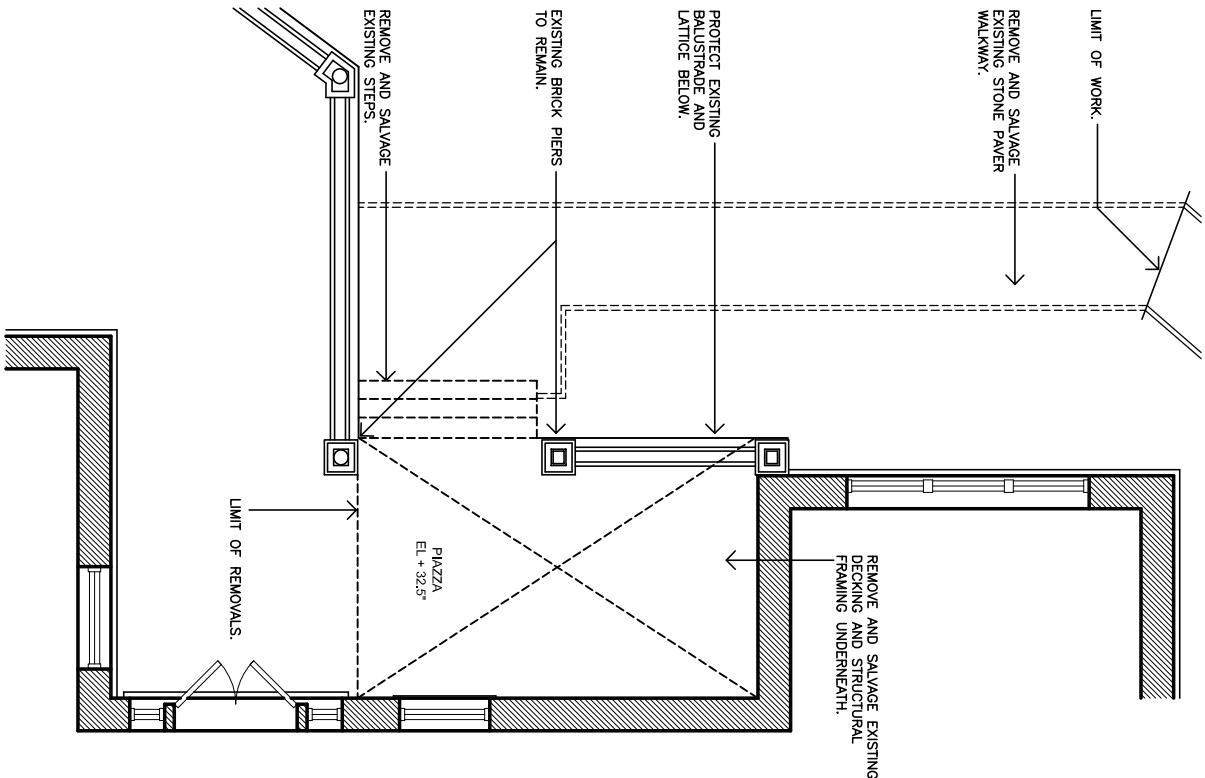 LIMIT OF WORK.
REMOVE AND SALVAGE
EXISTING STONE PAVER
WALKWAY.
PROTECT EXISTING
BALUSTRADE AND
LATTICE BELOW.
EXISTING BRICK PIERS
TO REMAIN.
REMOVE AND SALVAGE
EXISTING STEPS.
REMOVE AND SALVAGE EXISTING
DECKING AND STRUCTURAL
FRAMING UNDERNEATH.
PIAZZA
EL + 32.5"
LIMIT OF REMOVALS.